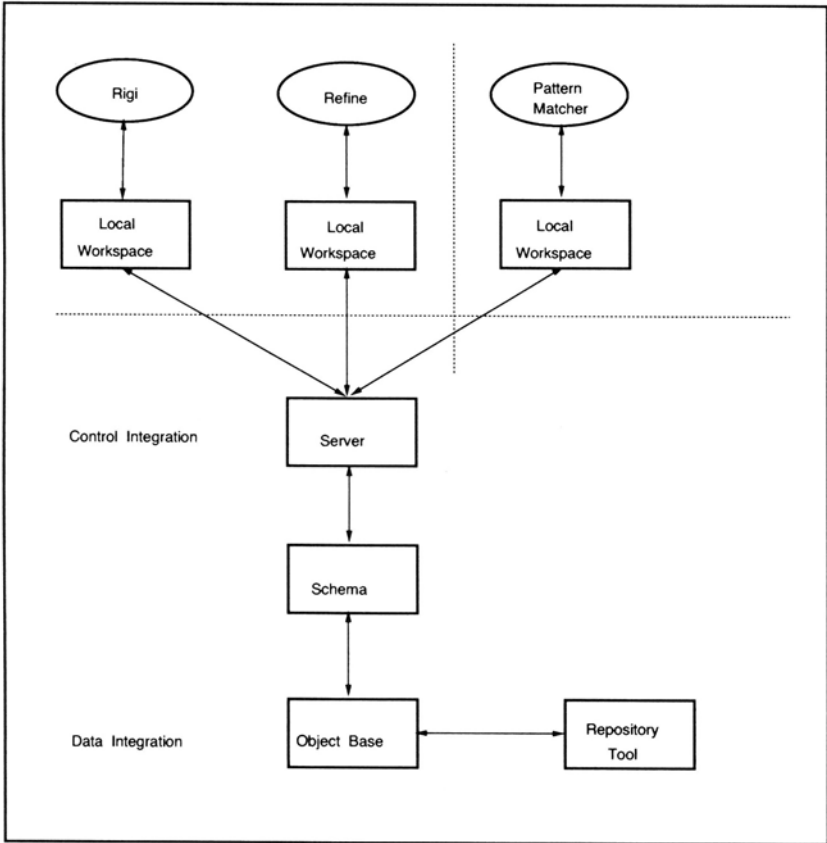 Rigi
Refine
Pattern
Matcher
Local
Workspace
Local
Workspace
Local
Workspace
Control Integration
Server
Schema
Data Integration
Object Base
Repository
Tool